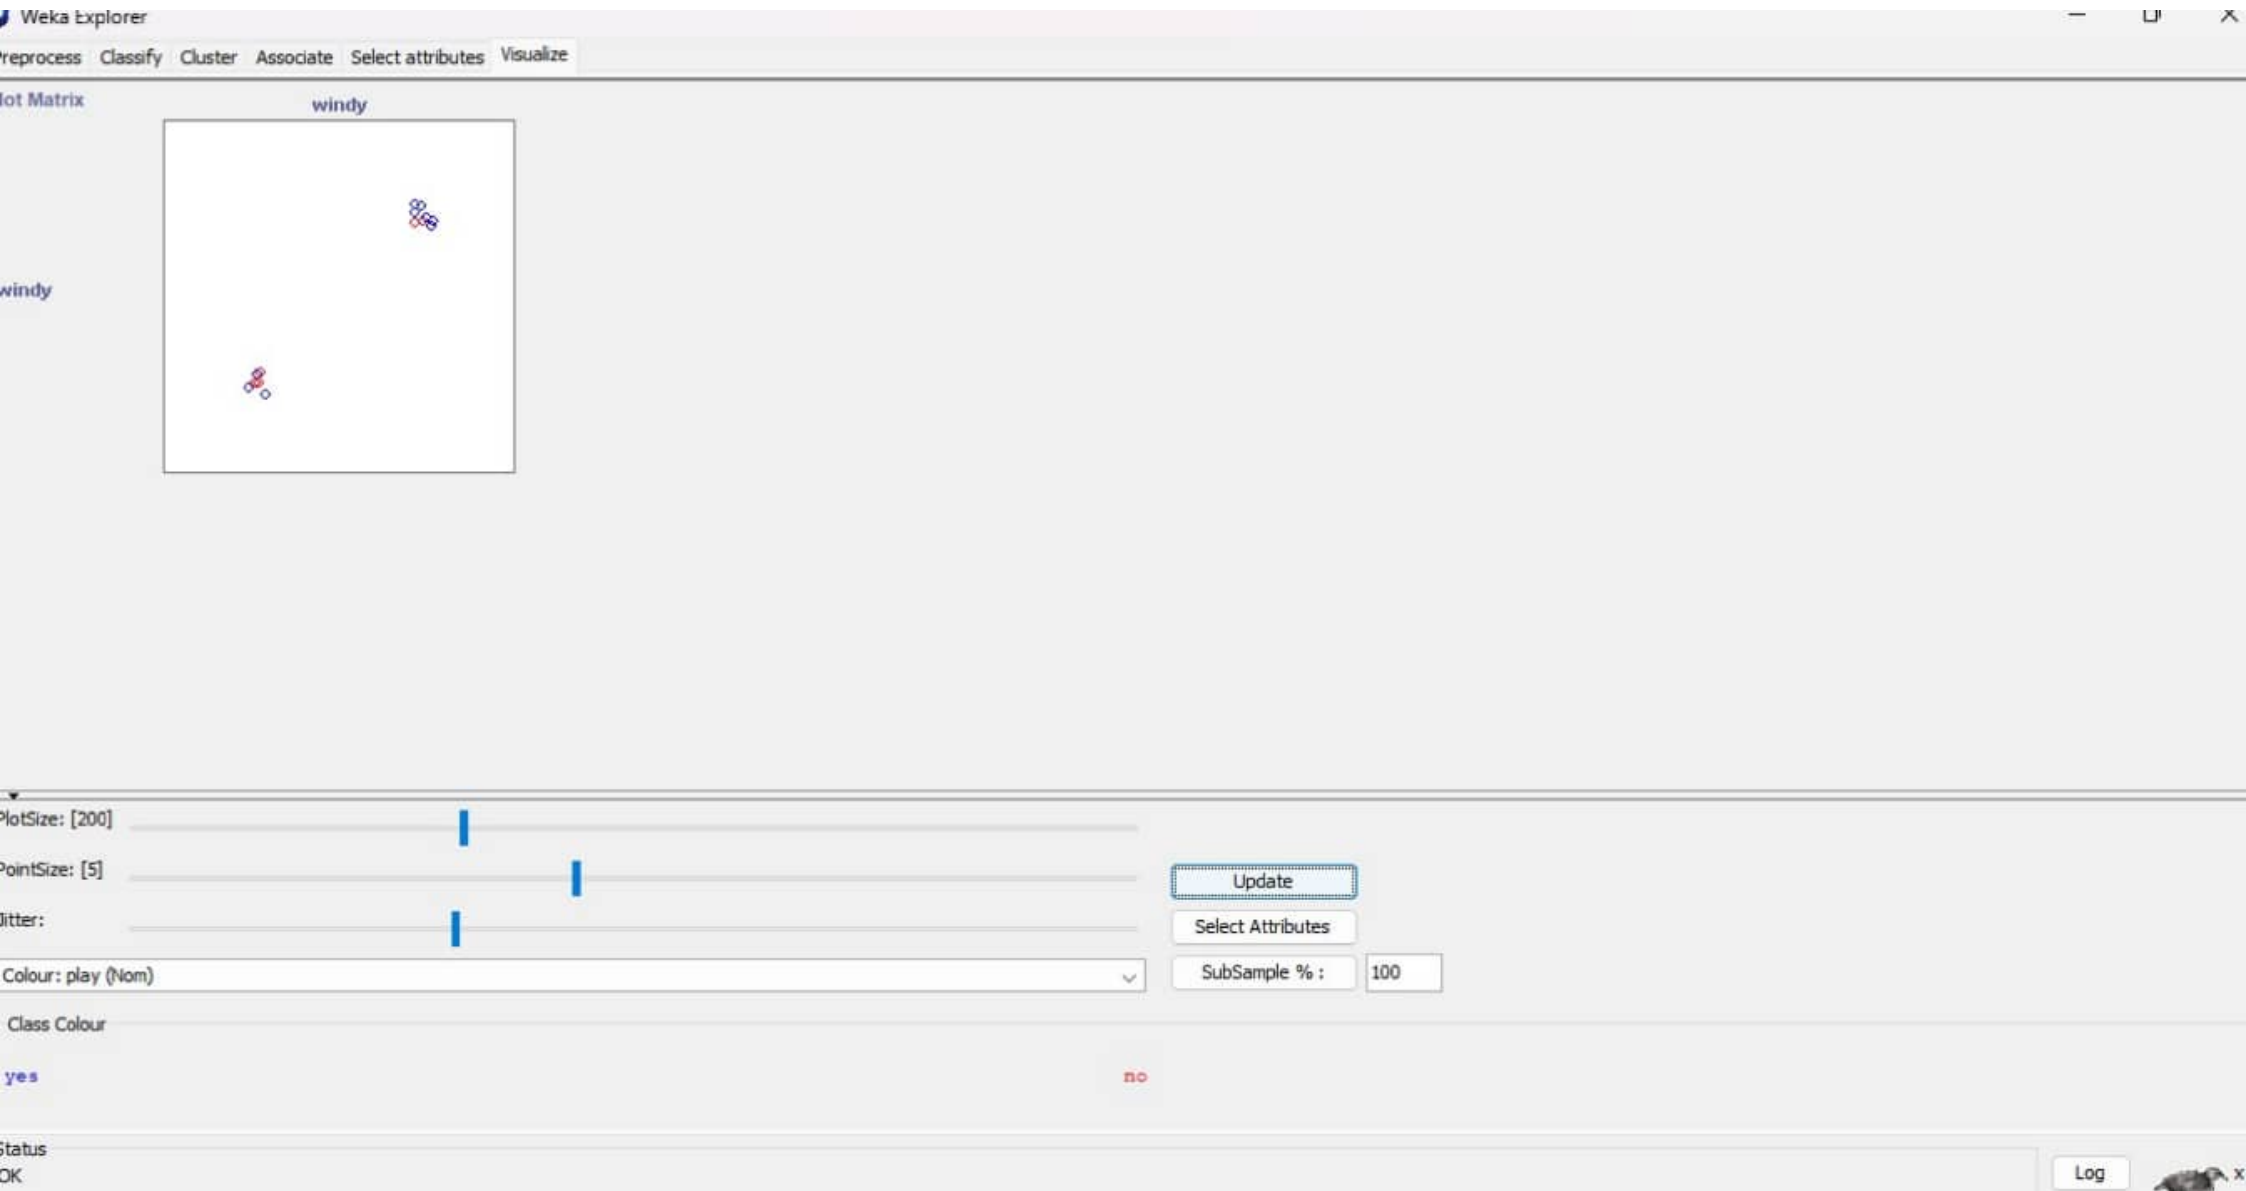 Weka Explorer
Preprocess Classify Cluster Associate Select attributes Visualize
lot Matrix
windy
windy
PlotSize: [200]
PointSize: [5]
Update
Jitter:
Select Attributes
Colour: play (Nom)
SubSample % :
100
Class Colour
yes
no
Status
OK
Log
x